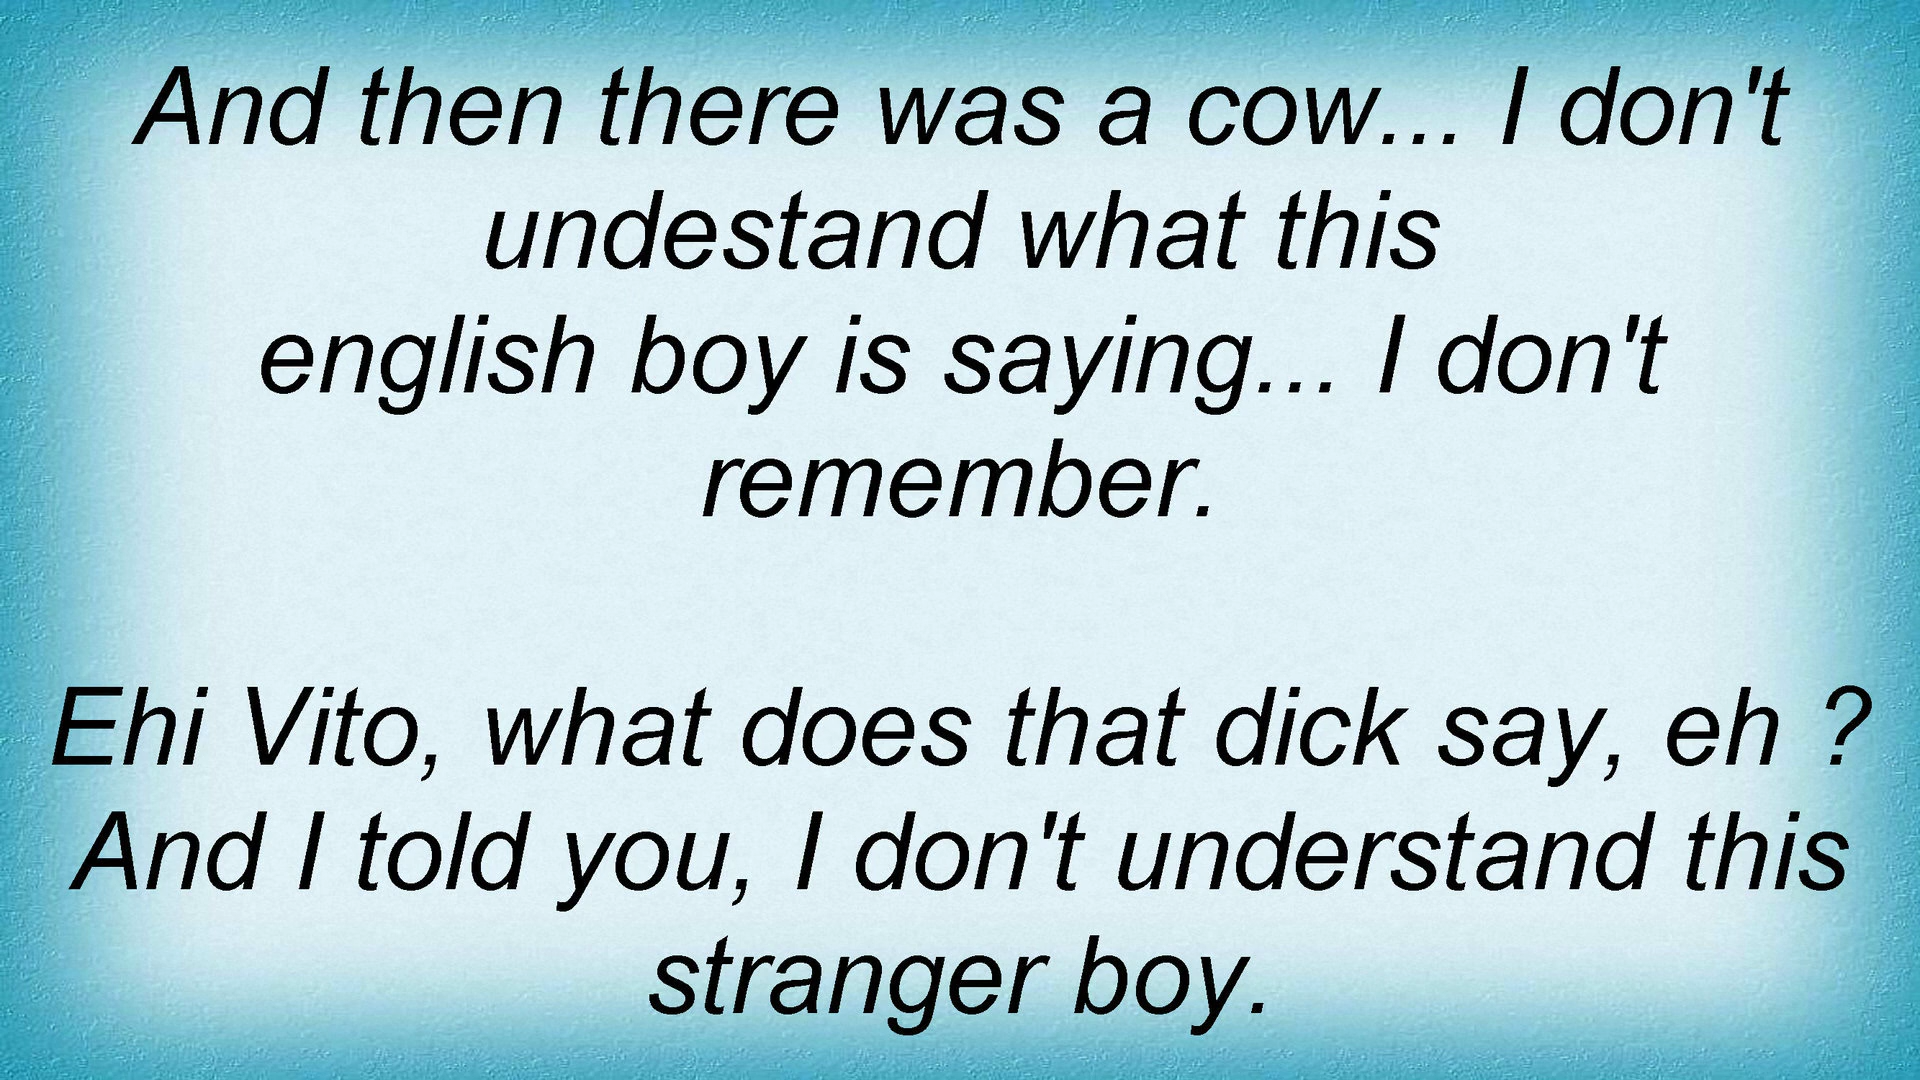 And then there was a cow... I don't
undestand what this
english boy is saying... I don't
remember.
Ehi Vito, what does that dick say, eh ?
And I told you, I don't understand this
stranger boy.